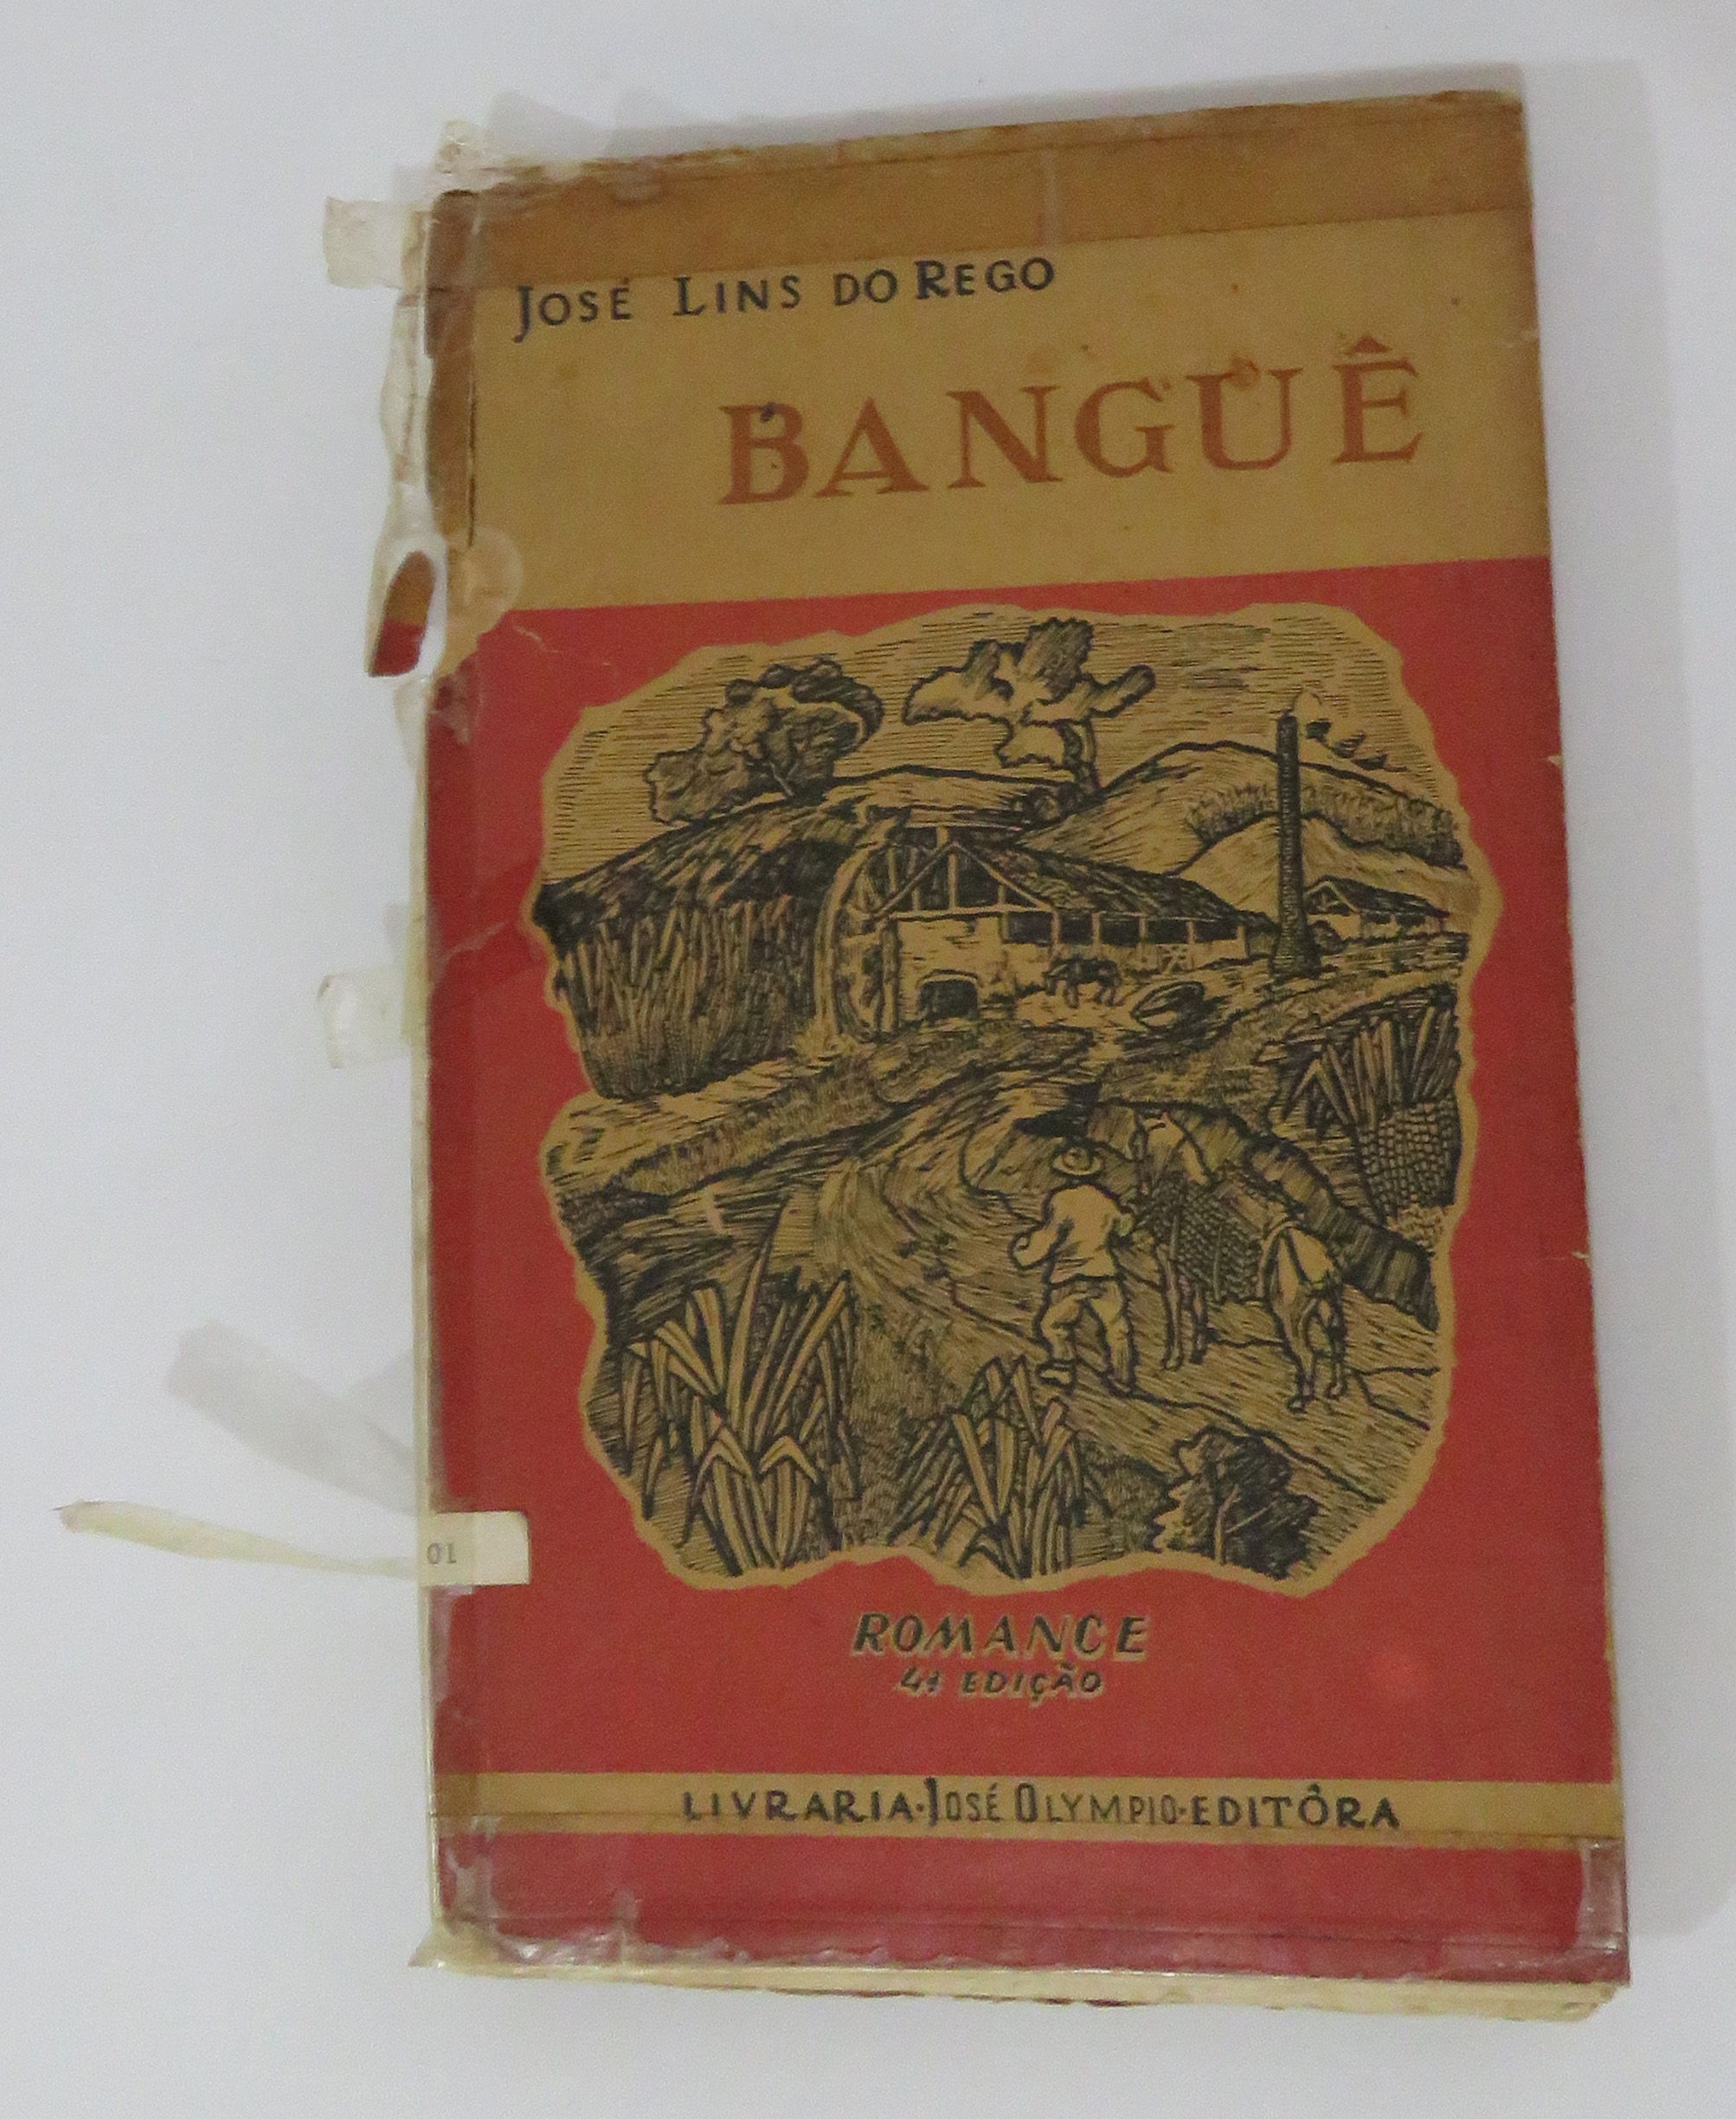 JOSÉ LINS DO REGO
BANGUÊ
01
ROMANCE
4ª EDIÇÃO
LIVRARIA·JOSÉ OLYMPIO·EDITÔRA